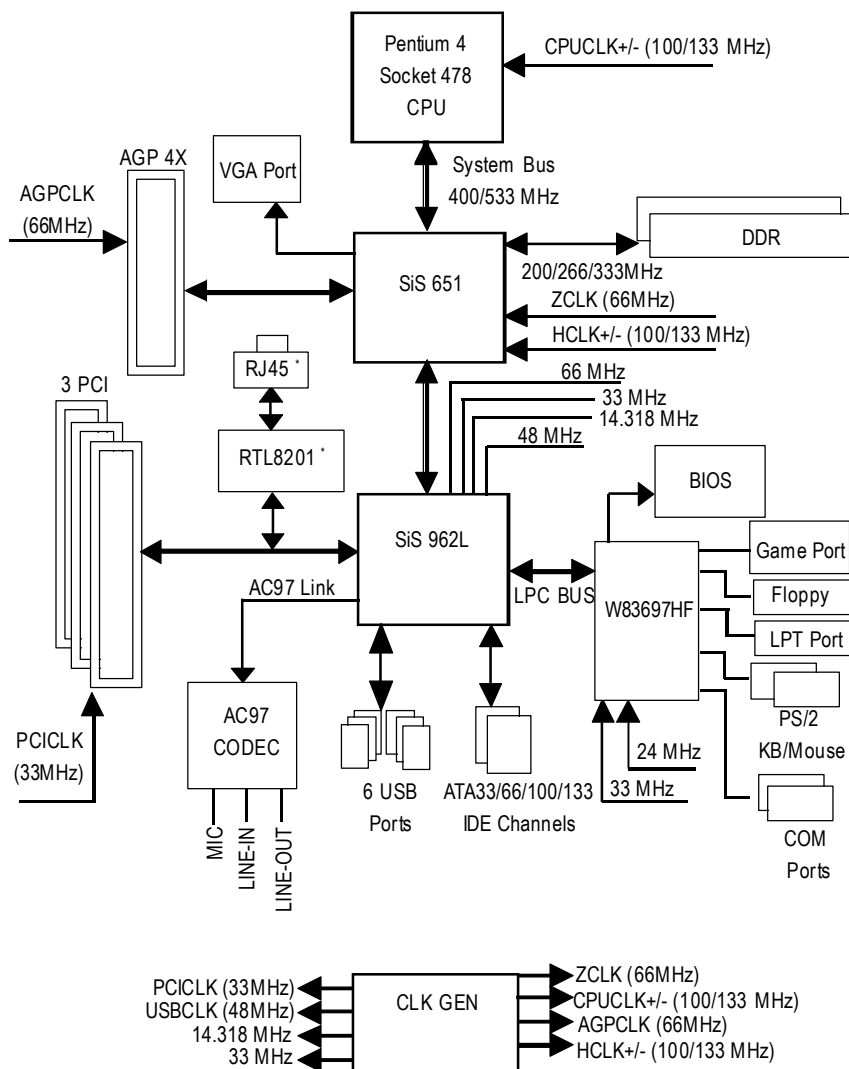 Pentium 4
Socket 478
CPU
CPUCLK+/- (100/133 MHz)
AGP 4X
VGA Port
System Bus
400/533 MHz
AGPCLK
(66MHz)
DDR
SiS 651
200/266/333MHz
ZCLK (66MHz)
HCLK+/- (100/133 MHz)
RJ45 *
66 MHz
33 MHz
14.318 MHz
48 MHz
3 PCI
RTL8201 *
BIOS
SiS 962L
Game Port
AC97 Link
LPC BUS
W83697HF
Floppy
LPT Port
AC97
CODEC
PS/2
KB/Mouse
PCICLK
(33MHz)
24 MHz
33 MHz
6 USB
Ports
ATA33/66/100/133
IDE Channels
COM
Ports
MIC
LINE-IN
LINE-OUT
CLK GEN
PCICLK (33MHz)
USBCLK (48MHz)
14.318 MHz
33 MHz
ZCLK (66MHz)
CPUCLK+/- (100/133 MHz)
AGPCLK (66MHz)
HCLK+/- (100/133 MHz)